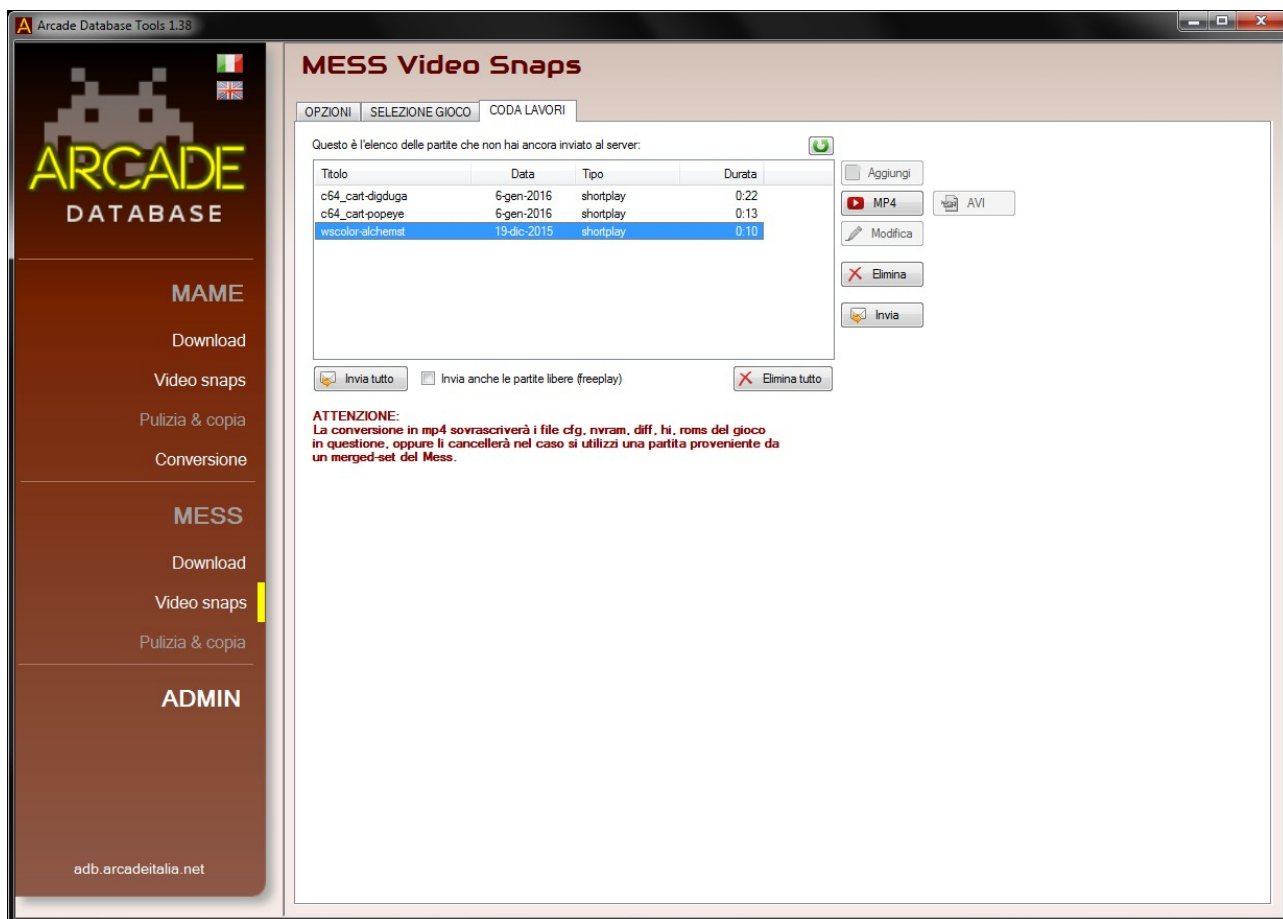 Arcade Database Tools 1.38
ARCADE
DATABASE
MAME
Download
Video snaps
Pulizia & copia
Conversione
MESS
Download
Video snaps
Pulizia & copia
ADMIN
adb.arcadeitalia.net
MESS Video Snaps
OPZIONI SELEZIONE GIOCO CODA LAVORI
Questo è l'elenco delle partite che non hai ancora inviato al server:
Titolo Data Tipo Durata
c64_cart-digduga 6-gen-2016 shortplay 0:22
c64_cart-popeye 6-gen-2016 shortplay 0:13
wscolor-alchemst 19-dic-2015 shortplay 0:10
Aggiungi
MP4 AVI
Modifica
Elimina
Invia
Invia tutto Invia anche le partite libere (freeplay) Elimina tutto
ATTENZIONE:
La conversione in mp4 sovrascriverà i file cfg, nvram, diff, hi, roms del gioco
in questione, oppure li cancellerà nel caso si utilizzi una partita proveniente da
un merged-set del Mess.